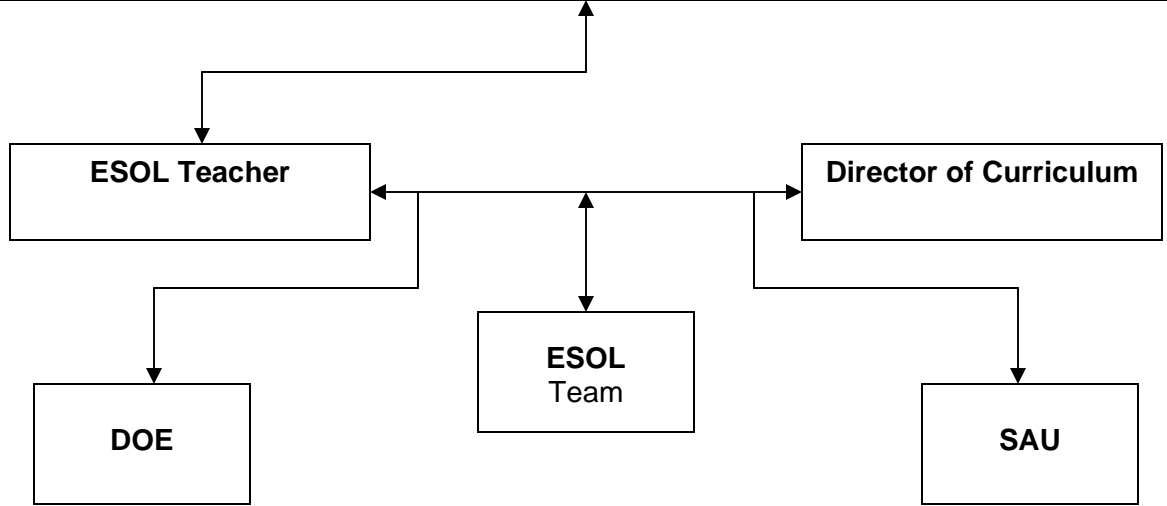 ESOL Teacher
Director of Curriculum
ESOL
Team
DOE
SAU